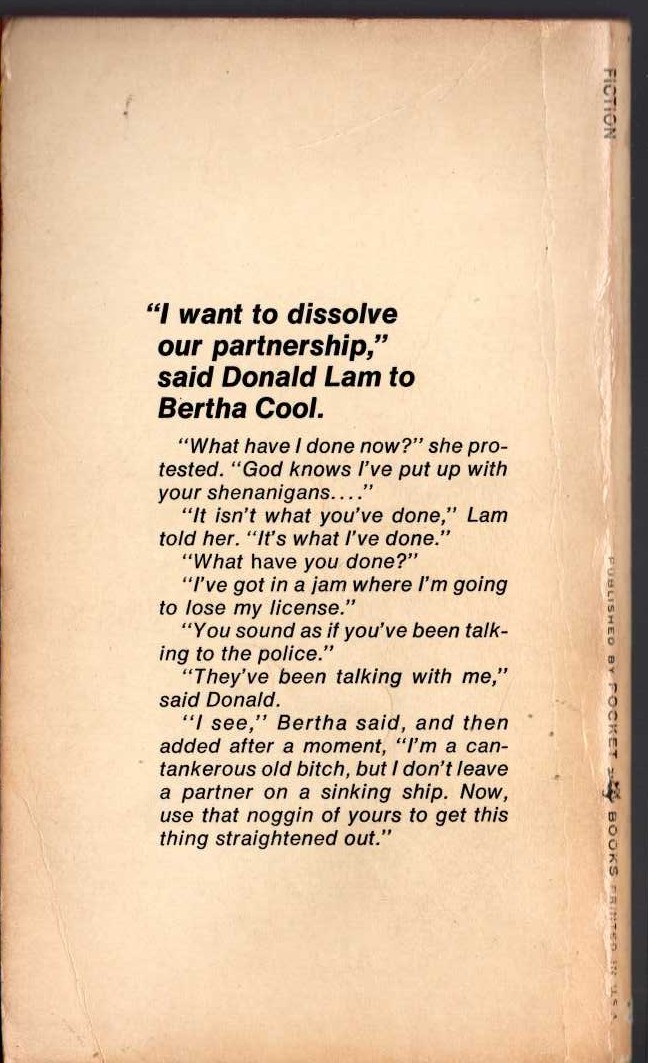 "I want to dissolve
our partnership,"
said Donald Lam to
Bertha Cool.
"What have I done now?" she pro-
tested. "God knows I've put up with
your shenanigans...."
"It isn't what you've done," Lam
told her. "It's what I've done."
"What have you done?"
"I've got in a jam where I'm going
to lose my license."
"You sound as if you've been talk-
ing to the police."
"They've been talking with me,"
said Donald.
"I see," Bertha said, and then
added after a moment, "I'm a can-
tankerous old bitch, but I don't leave
a partner on a sinking ship. Now,
use that noggin of yours to get this
thing straightened out."
FICTION
PUBLISHED BY POCKET BOOKS PRINTED IN U.S.A.